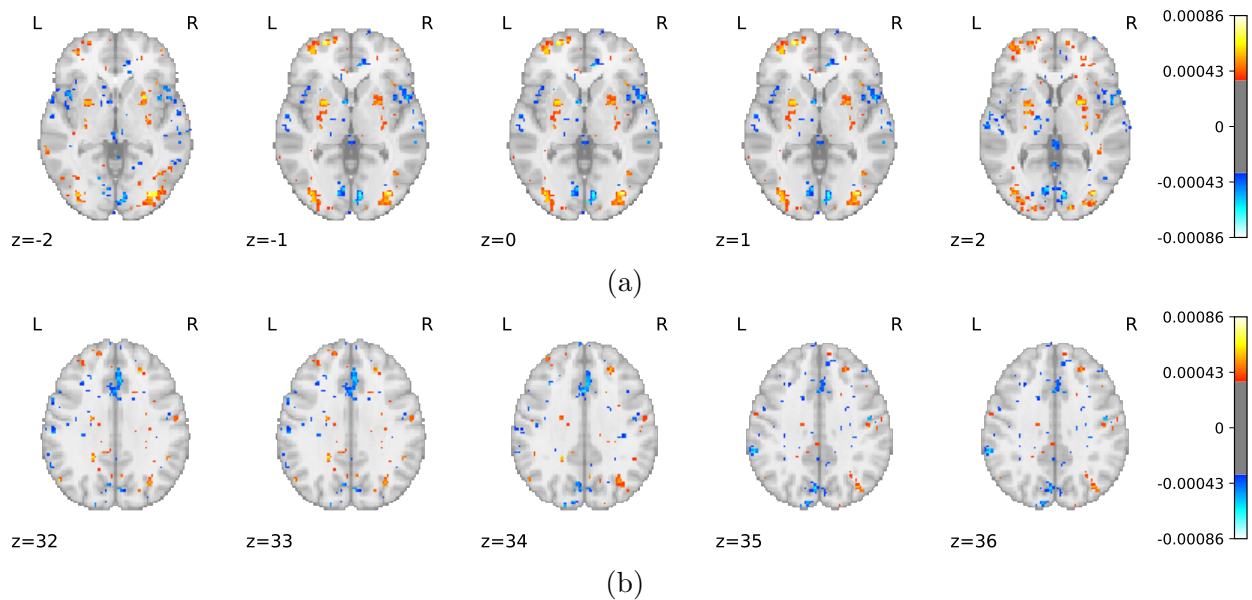 L R L R L R L R L R
z=-2 z=-1 z=0 z=1 z=2
0.00086
0.00043
0
-0.00043
-0.00086
(a)
L R L R L R L R L R
z=32 z=33 z=34 z=35 z=36
0.00086
0.00043
0
-0.00043
-0.00086
(b)